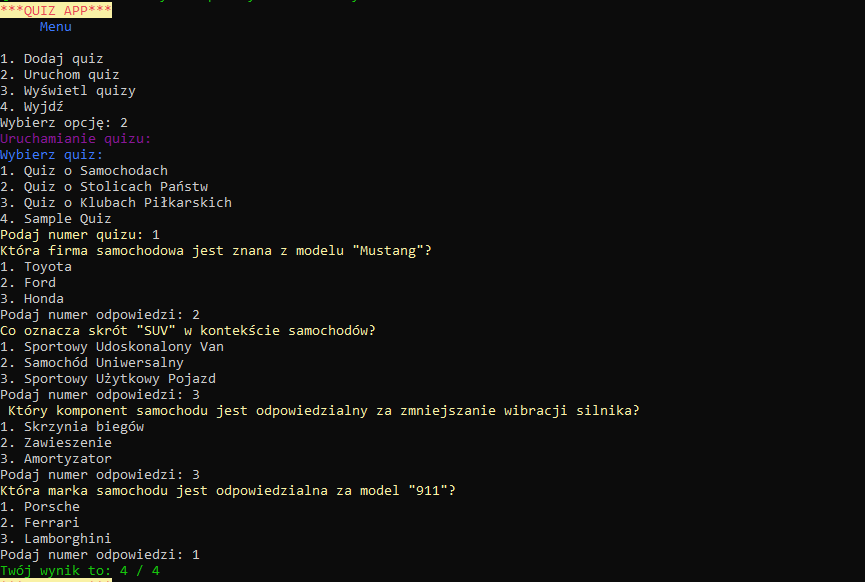 ***QUIZ APP***
Menu
1. Dodaj quiz
2. Uruchom quiz
3. Wyświetl quizy
4. Wyjdź
Wybierz opcję: 2
Uruchamianie quizu:
Wybierz quiz:
1. Quiz o Samochodach
2. Quiz o Stolicach Państw
3. Quiz o Klubach Piłkarskich
4. Sample Quiz
Podaj numer quizu: 1
Która firma samochodowa jest znana z modelu "Mustang"?
1. Toyota
2. Ford
3. Honda
Podaj numer odpowiedzi: 2
Co oznacza skrót "SUV" w kontekście samochodów?
1. Sportowy Udoskonalony Van
2. Samochód Uniwersalny
3. Sportowy Użytkowy Pojazd
Podaj numer odpowiedzi: 3
Który komponent samochodu jest odpowiedzialny za zmniejszanie wibracji silnika?
1. Skrzynia biegów
2. Zawieszenie
3. Amortyzator
Podaj numer odpowiedzi: 3
Która marka samochodu jest odpowiedzialna za model "911"?
1. Porsche
2. Ferrari
3. Lamborghini
Podaj numer odpowiedzi: 1
Twój wynik to: 4 / 4